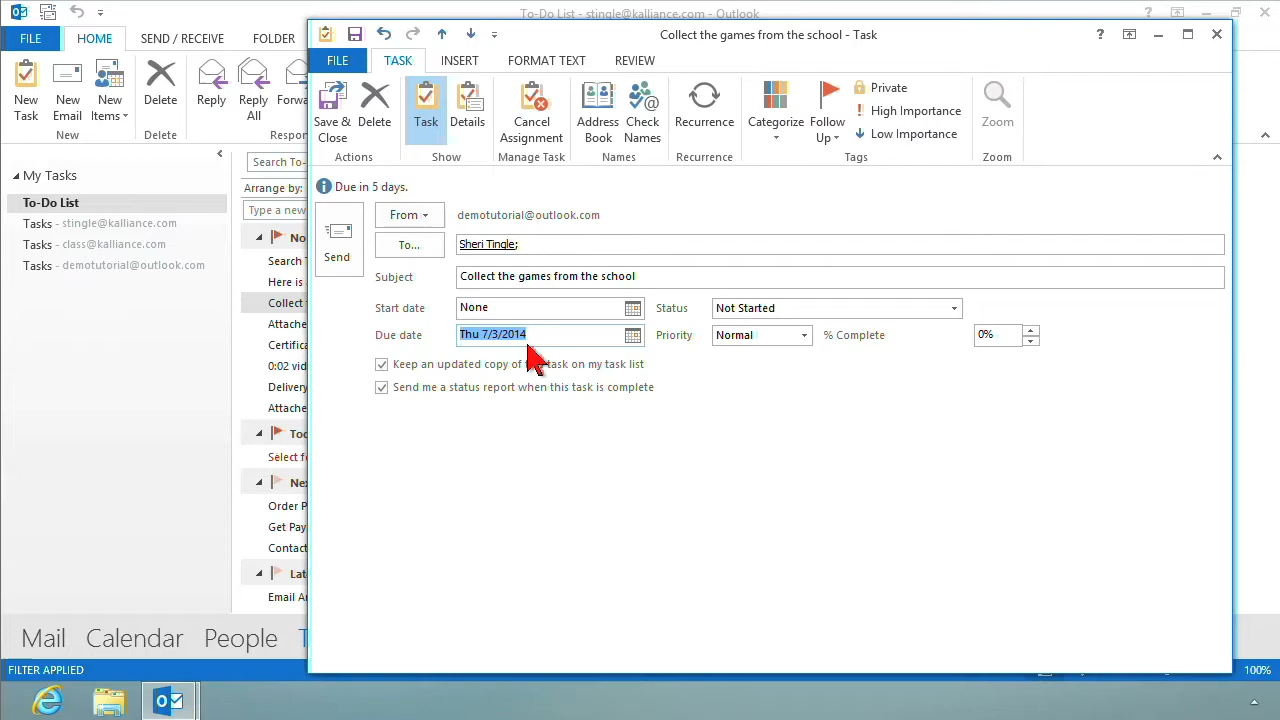 To-Do List - stingle@kalliance.com - Outlook
FILE HOME SEND / RECEIVE FOLDER
New Task
New Email
New Items
Delete
Reply
Reply All
New
Delete
My Tasks
To-Do List
Tasks - stingle@kalliance.com
Tasks - class@kalliance.com
Tasks - demotutorial@outlook.com
Arrange by:
Type a new
Search
Here is
Collect
Attache
Certifica
0:02 vid
Delivery
Attache
Select
Order P
Get Pay
Contact
Email A
Mail Calendar People
FILTER APPLIED
100%
Collect the games from the school - Task
FILE TASK INSERT FORMAT TEXT REVIEW
Save & Close
Delete
Task
Details
Cancel Assignment
Address Book
Check Names
Recurrence
Categorize
Follow Up
Private
High Importance
Low Importance
Zoom
Actions Show Manage Task Names Recurrence Tags Zoom
Due in 5 days.
Send
From demotutorial@outlook.com
To... Sheri Tingle;
Subject Collect the games from the school
Start date None Status Not Started
Due date Thu 7/3/2014 Priority Normal % Complete 0%
Keep an updated copy of task on my task list
Send me a status report when this task is complete